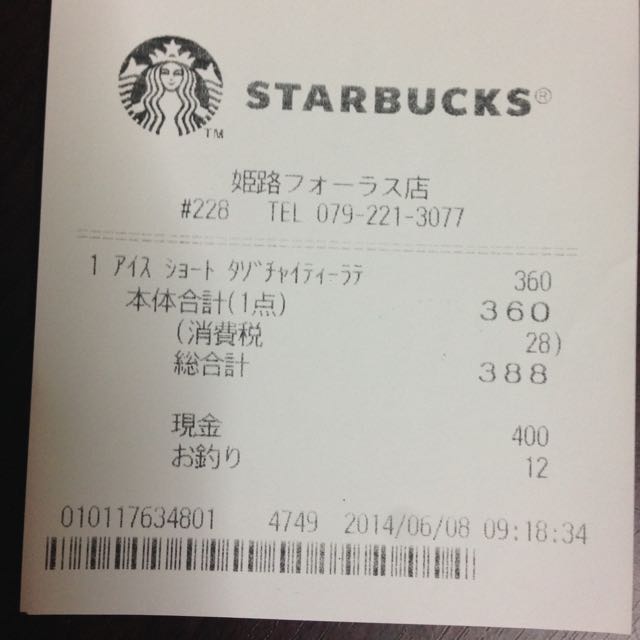 TM
STARBUCKS®
姫路フォーラス店
#228 TEL 079-221-3077
1 アイス ショート タゾチャイティーラテ 360
本体合計(1点) 360
(消費税 28)
総合計 388
現金 400
お釣り 12
010117634801 4749 2014/06/08 09:18:34